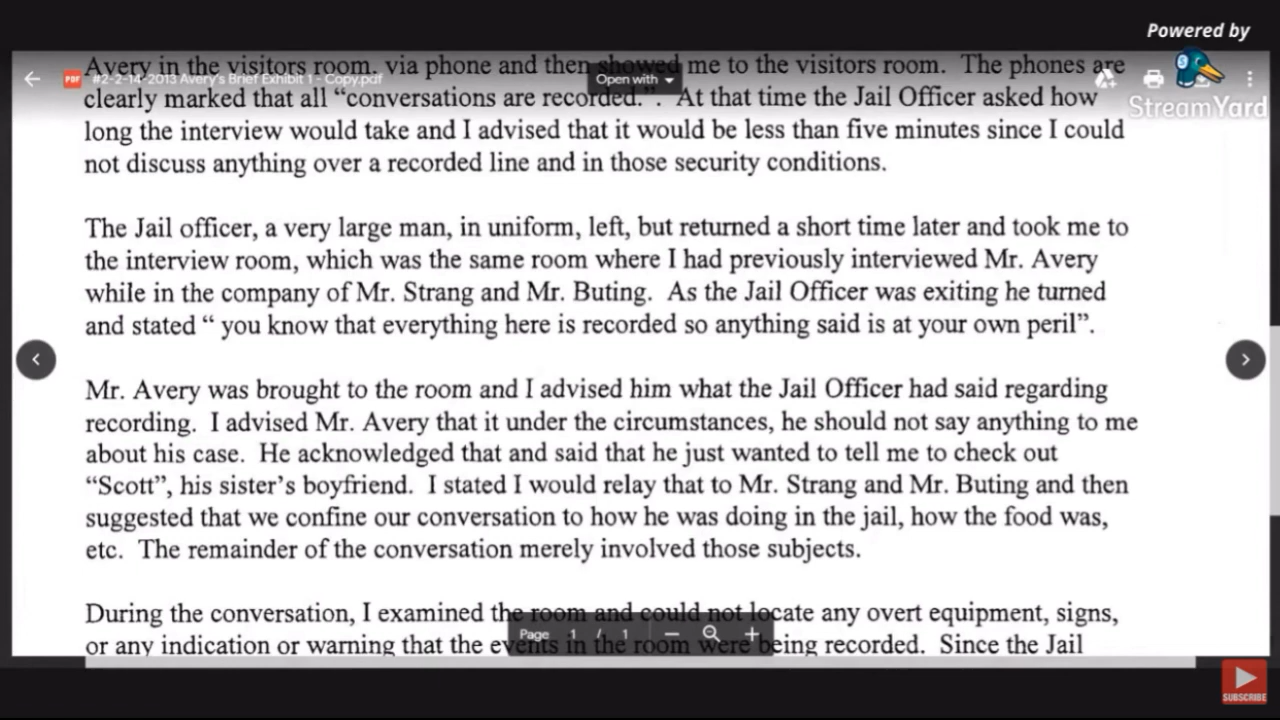 Powered by
StreamYard
#2-2-14-2013 Avery's Brief Exhibit 1 - Copy.pdf
Open with
Avery in the visitors room. via phone and then showed me to the visitors room. The phones are
clearly marked that all “conversations are recorded.”. At that time the Jail Officer asked how
long the interview would take and I advised that it would be less than five minutes since I could
not discuss anything over a recorded line and in those security conditions.
The Jail officer, a very large man, in uniform, left, but returned a short time later and took me to
the interview room, which was the same room where I had previously interviewed Mr. Avery
while in the company of Mr. Strang and Mr. Buting. As the Jail Officer was exiting he turned
and stated “ you know that everything here is recorded so anything said is at your own peril”.
Mr. Avery was brought to the room and I advised him what the Jail Officer had said regarding
recording. I advised Mr. Avery that it under the circumstances, he should not say anything to me
about his case. He acknowledged that and said that he just wanted to tell me to check out
“Scott”, his sister’s boyfriend. I stated I would relay that to Mr. Strang and Mr. Buting and then
suggested that we confine our conversation to how he was doing in the jail, how the food was,
etc. The remainder of the conversation merely involved those subjects.
During the conversation, I examined the room and could not locate any overt equipment, signs,
or any indication or warning that the events in the room were being recorded. Since the Jail
Page 1 / 1
PDF
SUBSCRIBE